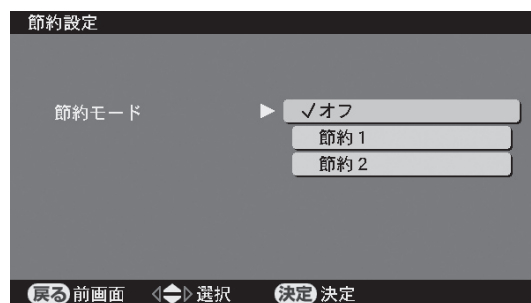 節約設定
節約モード ▶ ✓オフ
節約1
節約2
戻る 前画面 選択 決定 決定